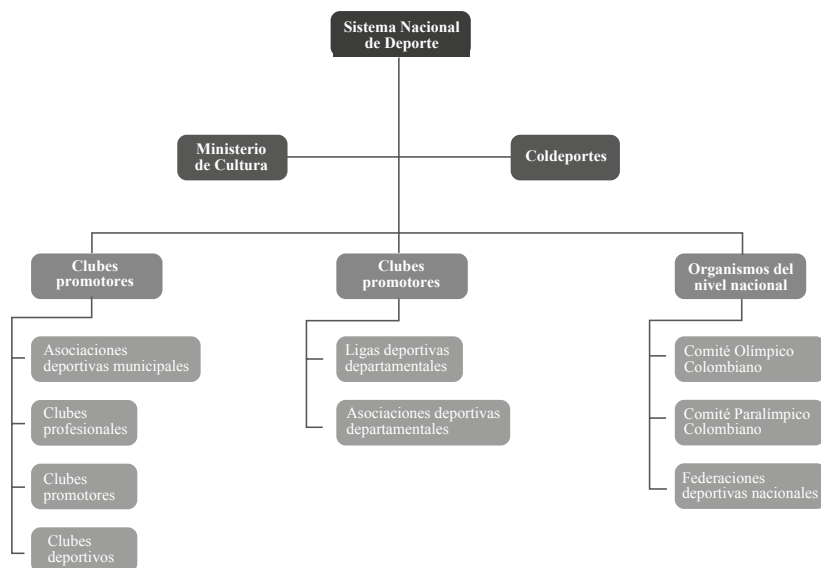 Sistema Nacional
de Deporte
Ministerio
de Cultura
Coldeportes
Clubes
promotores
Asociaciones
deportivas municipales
Clubes
profesionales
Clubes
promotores
Clubes
deportivos
Clubes
promotores
Ligas deportivas
departamentales
Asociaciones deportivas
departamentales
Organismos del
nivel nacional
Comité Olímpico
Colombiano
Comité Paralímpico
Colombiano
Federaciones
deportivas nacionales